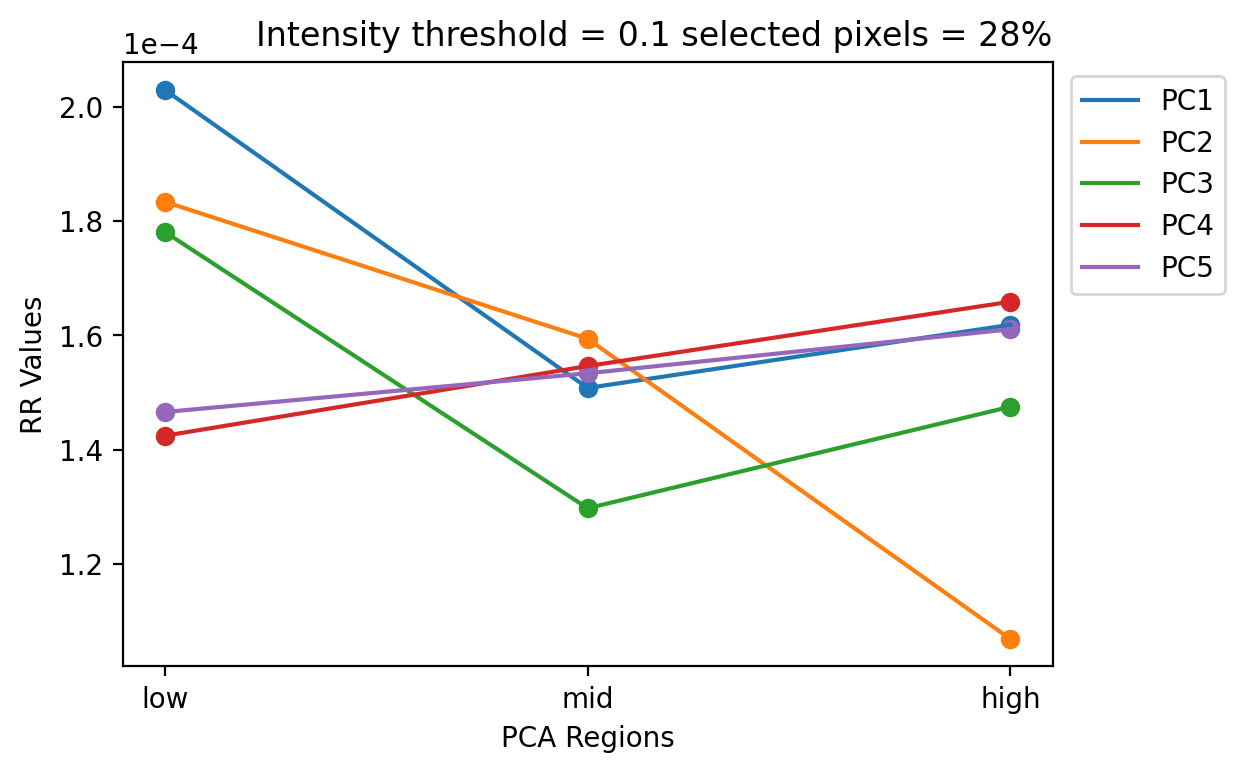 Intensity threshold = 0.1 selected pixels = 28%
1e−4
2.0
1.8
1.6
1.4
1.2
RR Values
low
mid
high
PCA Regions
PC1
PC2
PC3
PC4
PC5